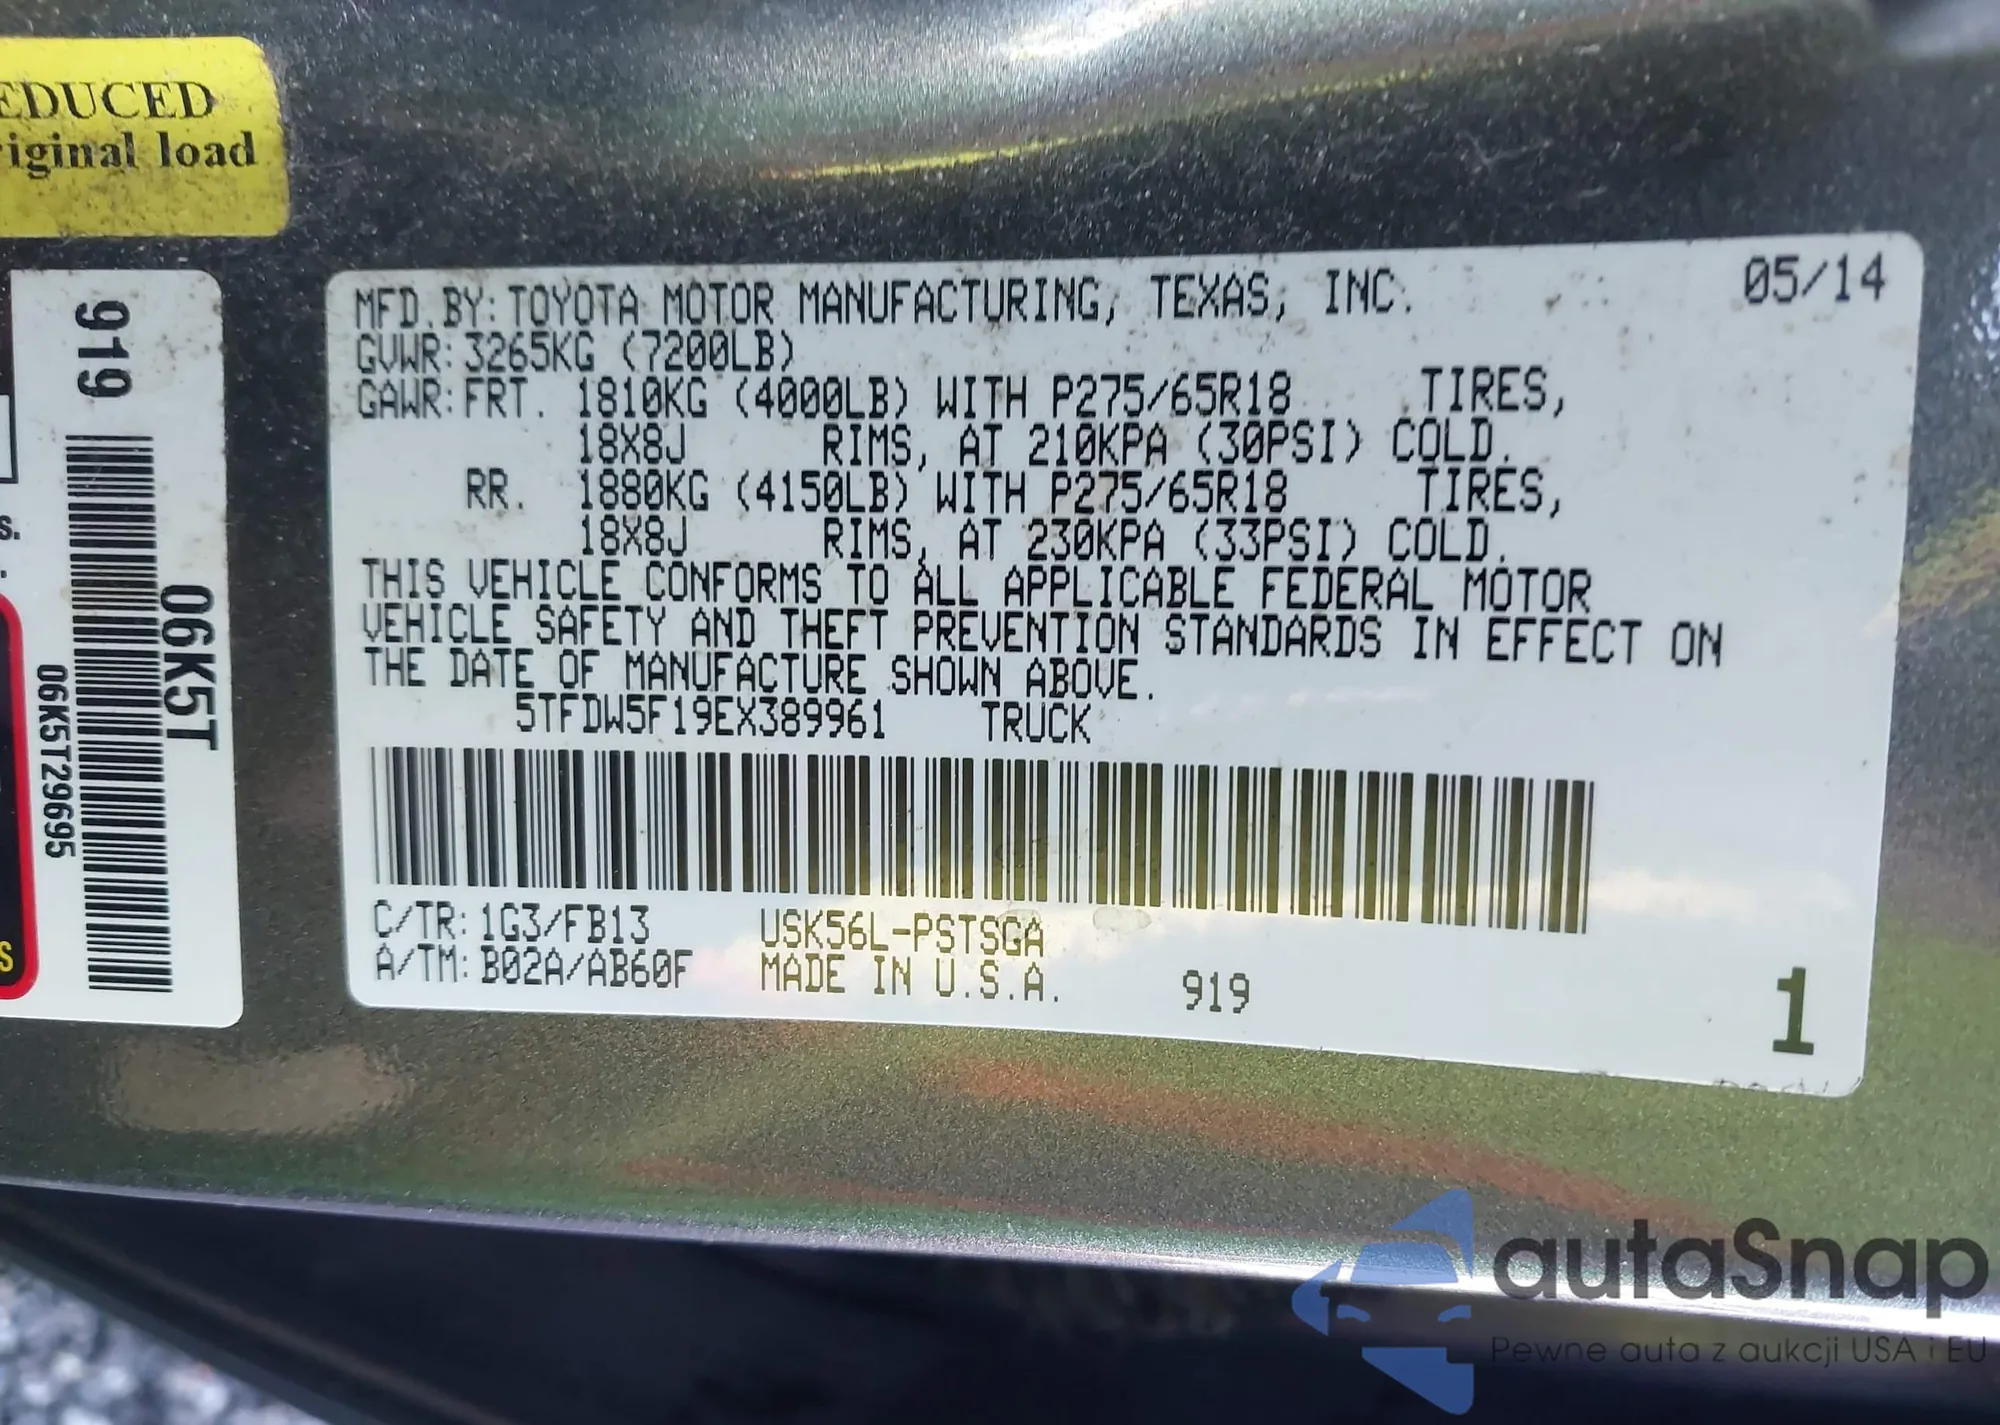 EDUCED
riginal load
919
06K5T
06K5T29695
s.
S
MFD. BY: TOYOTA MOTOR MANUFACTURING, TEXAS, INC. 05/14
GVWR: 3265KG (7200LB)
GAWR: FRT. 1810KG (4000LB) WITH P275/65R18 TIRES,
18X8J RIMS, AT 210KPA (30PSI) COLD.
RR. 1880KG (4150LB) WITH P275/65R18 TIRES,
18X8J RIMS, AT 230KPA (33PSI) COLD.
THIS VEHICLE CONFORMS TO ALL APPLICABLE FEDERAL MOTOR
VEHICLE SAFETY AND THEFT PREVENTION STANDARDS IN EFFECT ON
THE DATE OF MANUFACTURE SHOWN ABOVE.
5TFDW5F19EX389961 TRUCK
C/TR: 1G3/FB13 USK56L-PSTSGA
A/TM: B02A/AB60F MADE IN U.S.A. 919
1
autaSnap
Pewne auta z aukcji USA i EU